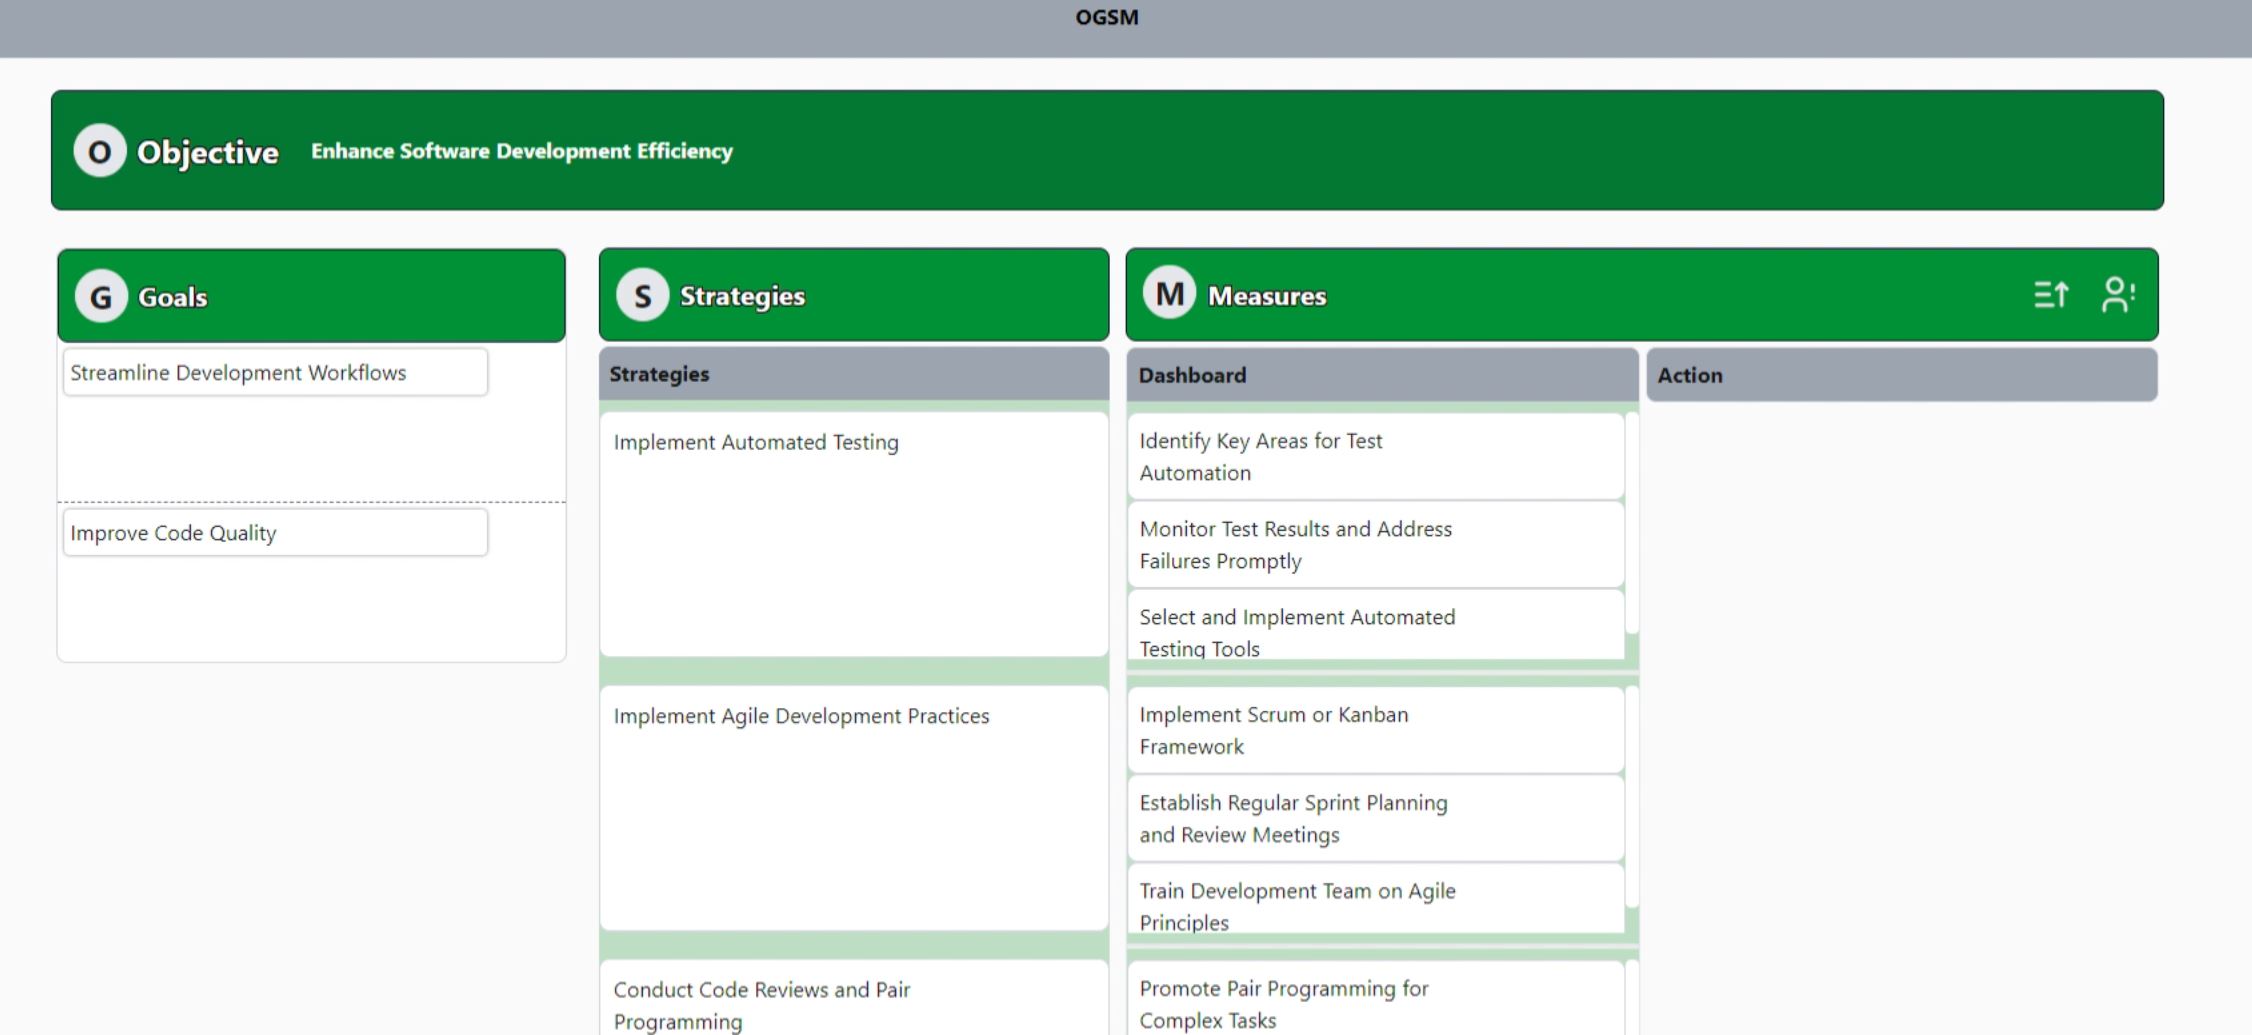 OGSM
O Objective Enhance Software Development Efficiency
G Goals
Streamline Development Workflows
Improve Code Quality
S Strategies
Strategies
Implement Automated Testing
Implement Agile Development Practices
Conduct Code Reviews and Pair
Programming
M Measures
Dashboard
Identify Key Areas for Test
Automation
Monitor Test Results and Address
Failures Promptly
Select and Implement Automated
Testing Tools
Implement Scrum or Kanban
Framework
Establish Regular Sprint Planning
and Review Meetings
Train Development Team on Agile
Principles
Promote Pair Programming for
Complex Tasks
Action